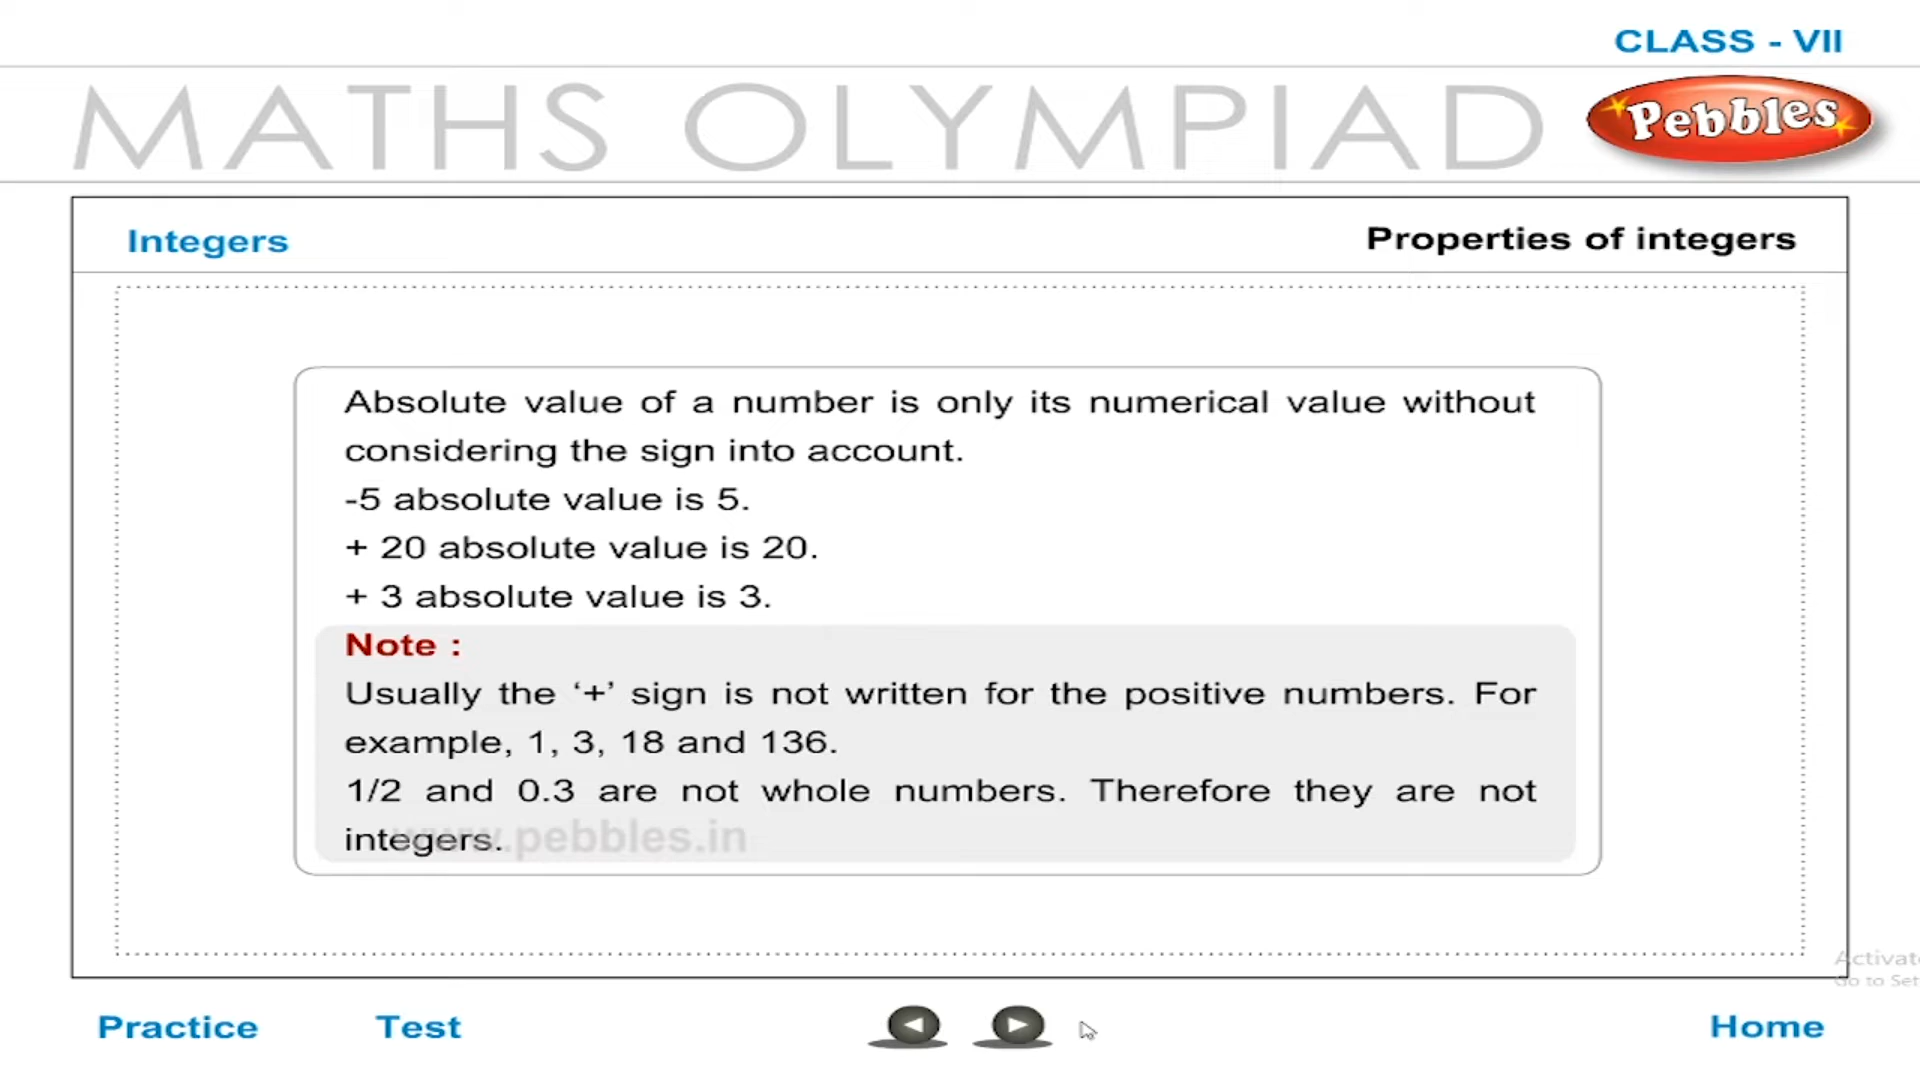 CLASS - VII
MATHS OLYMPIAD
Pebbles
Integers
Properties of integers
Absolute value of a number is only its numerical value without
considering the sign into account.
-5 absolute value is 5.
+ 20 absolute value is 20.
+ 3 absolute value is 3.
Note :
Usually the ‘+’ sign is not written for the positive numbers. For
example, 1, 3, 18 and 136.
1/2 and 0.3 are not whole numbers. Therefore they are not
integers.
www.pebbles.in
Activat
Go to Set
Practice
Test
Home